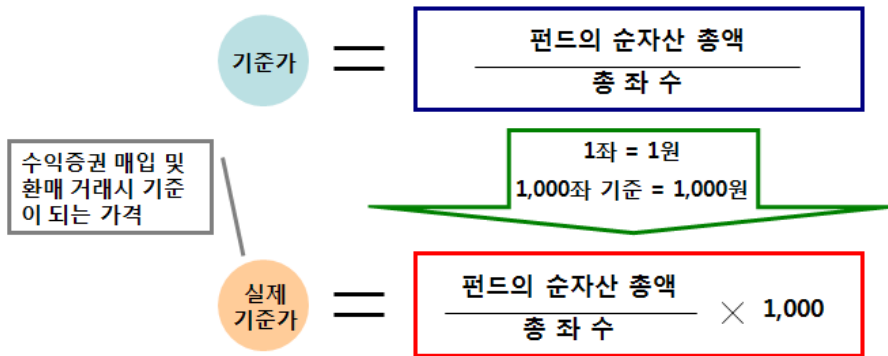 기준가
펀드의 순자산 총액
총 좌 수
수익증권 매입 및
환매 거래시 기준
이 되는 가격
1좌 = 1원
1,000좌 기준 = 1,000원
실제
기준가
펀드의 순자산 총액
총 좌 수
× 1,000